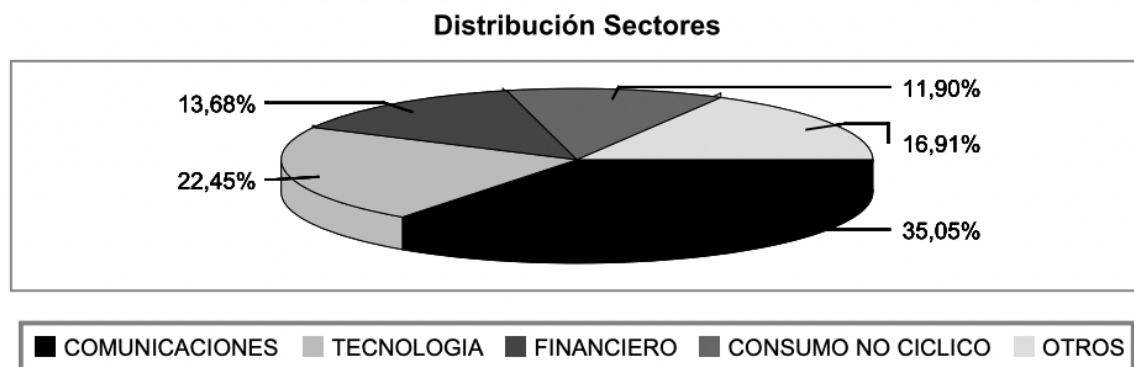 Distribución Sectores
13,68%
11,90%
16,91%
22,45%
35,05%
COMUNICACIONES TECNOLOGIA FINANCIERO CONSUMO NO CICLICO OTROS